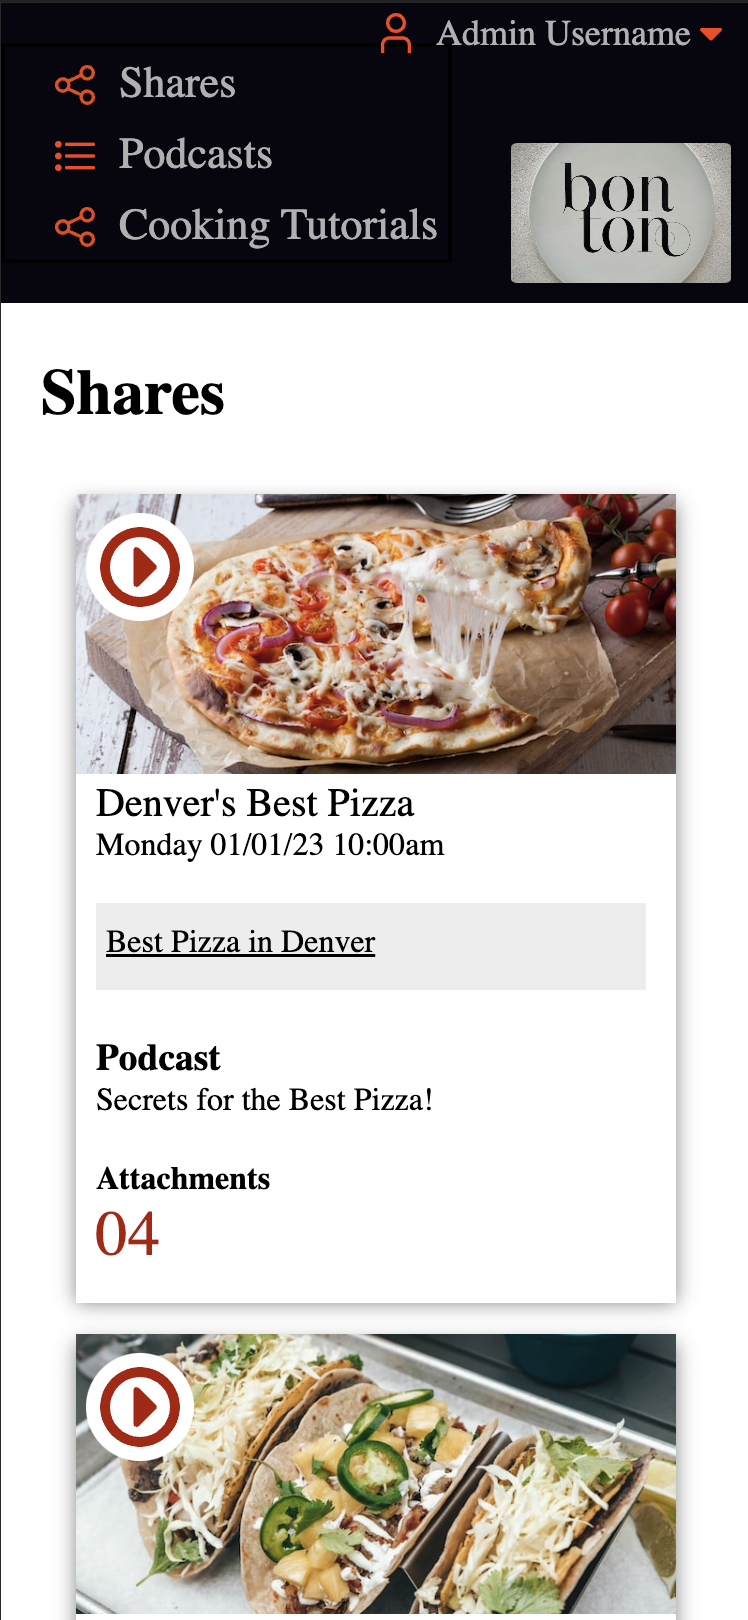 Admin Username
Shares
Podcasts
Cooking Tutorials
bon
ton
Shares
Denver's Best Pizza
Monday 01/01/23 10:00am
Best Pizza in Denver
Podcast
Secrets for the Best Pizza!
Attachments
04